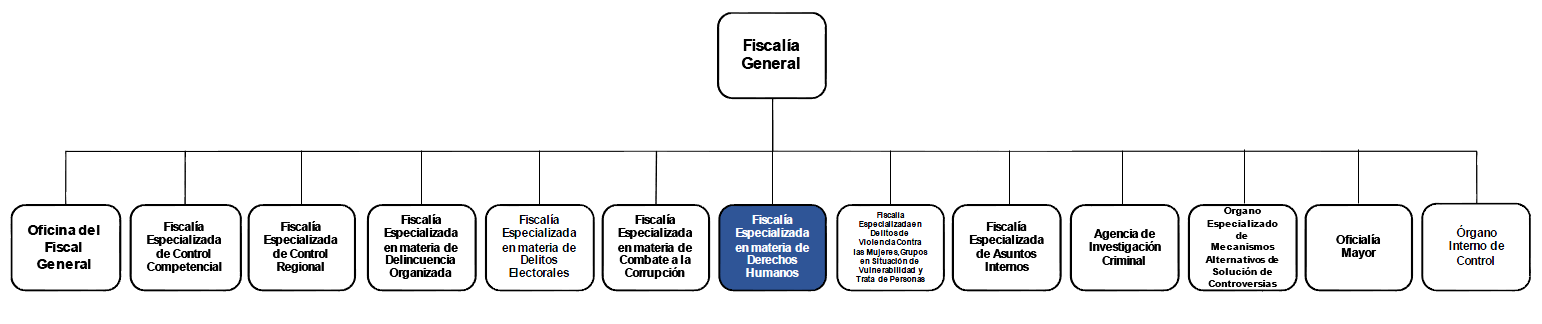 Fiscalía
General
Oficina del
Fiscal
General
Fiscalía
Especializada
de Control
Competencial
Fiscalía
Especializada
de Control
Regional
Fiscalía
Especializada
en materia de
Delincuencia
Organizada
Fiscalía
Especializada
en materia de
Delitos
Electorales
Fiscalía
Especializada
en materia de
Combate a la
Corrupción
Fiscalía
Especializada
en materia de
Derechos
Humanos
Fiscalía
Especializada en
Delitos de
Violencia Contra
las Mujeres, Grupos
en Situación de
Vulnerabilidad y
Trata de Personas
Fiscalía
Especializada
de Asuntos
Internos
Agencia de
Investigación
Criminal
Órgano
Especializado
de
Mecanismos
Alternativos de
Solución de
Controversias
Oficialía
Mayor
Órgano
Interno de
Control